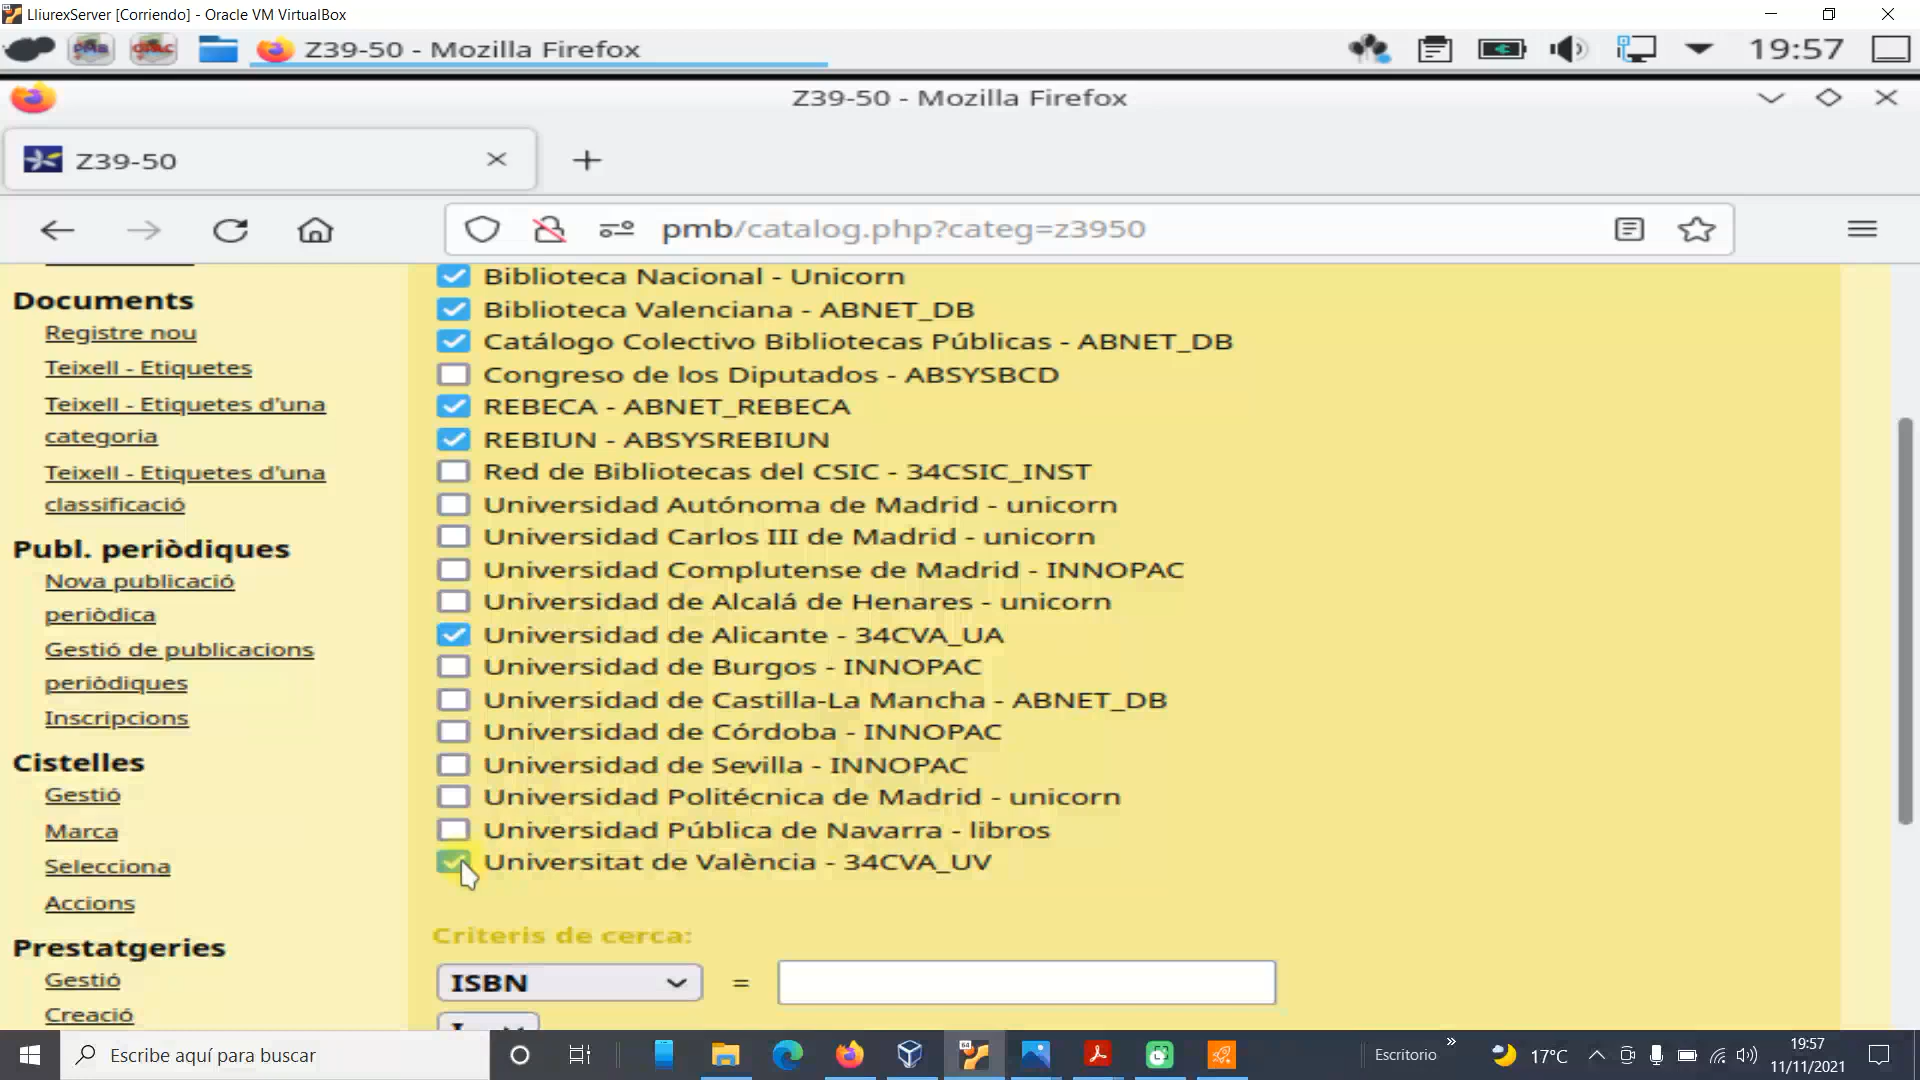 LliurexServer [Corriendo] - Oracle VM VirtualBox
PMB
OPAC
Z39-50 - Mozilla Firefox
19:57
Z39-50 - Mozilla Firefox
Z39-50
pmb/catalog.php?categ=z3950
Documents
Registre nou
Teixell - Etiquetes
Teixell - Etiquetes d'una
categoria
Teixell - Etiquetes d'una
classificació
Publ. periòdiques
Nova publicació
periòdica
Gestió de publicacions
periòdiques
Inscripcions
Cistelles
Gestió
Marca
Selecciona
Accions
Prestatgeries
Gestió
Creació
Biblioteca Nacional - Unicorn
Biblioteca Valenciana - ABNET_DB
Catálogo Colectivo Bibliotecas Públicas - ABNET_DB
Congreso de los Diputados - ABSYSBCD
REBECA - ABNET_REBECA
REBIUN - ABSYSREBIUN
Red de Bibliotecas del CSIC - 34CSIC_INST
Universidad Autónoma de Madrid - unicorn
Universidad Carlos III de Madrid - unicorn
Universidad Complutense de Madrid - INNOPAC
Universidad de Alcalá de Henares - unicorn
Universidad de Alicante - 34CVA_UA
Universidad de Burgos - INNOPAC
Universidad de Castilla-La Mancha - ABNET_DB
Universidad de Córdoba - INNOPAC
Universidad de Sevilla - INNOPAC
Universidad Politécnica de Madrid - unicorn
Universidad Pública de Navarra - libros
Universitat de València - 34CVA_UV
Criteris de cerca:
ISBN =
Escribe aquí para buscar
64
Escritorio
17°C
19:57
11/11/2021